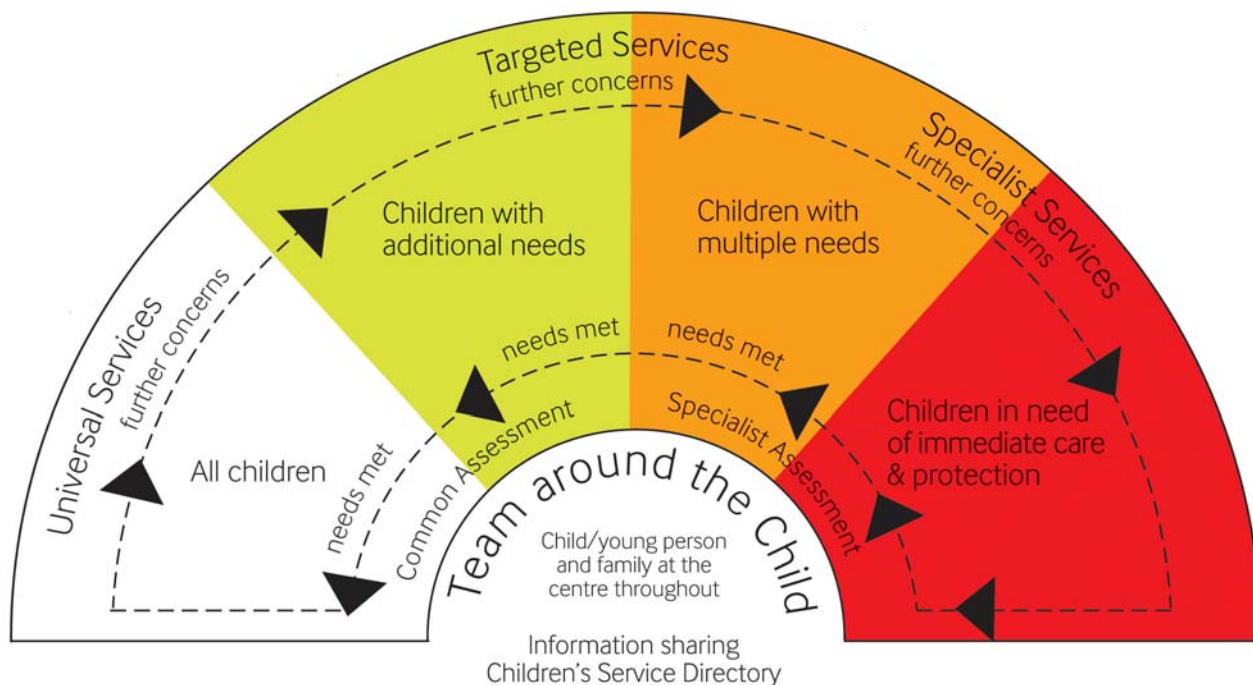 Universal Services
further concerns
All children
needs met
Common Assessment
Targeted Services
further concerns
Children with
additional needs
needs met
Children with
multiple needs
needs met
Specialist Assessment
Specialist Services
further concerns
Children in need
of immediate care
& protection
Team around the Child
Child/young person
and family at the
centre throughout
Information sharing
Children's Service Directory